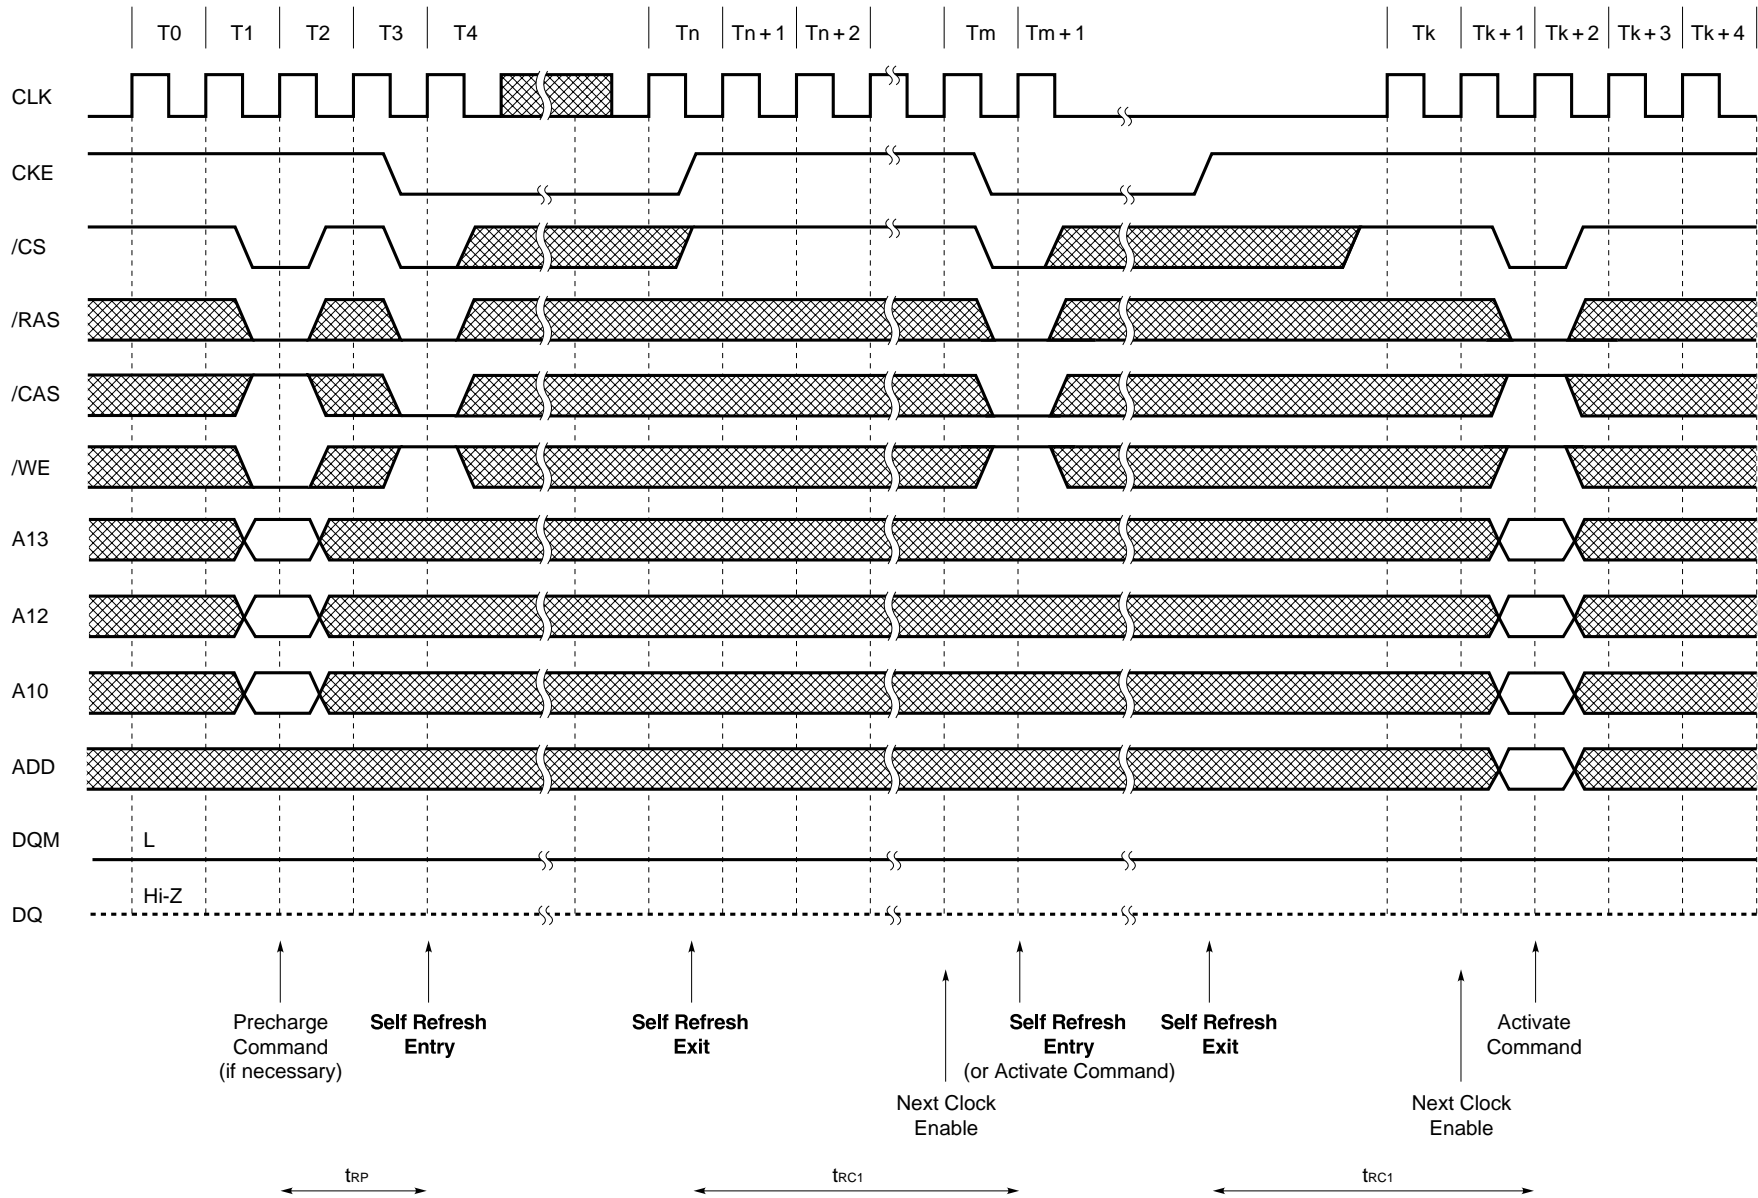 T0 T1 T2 T3 T4 Tn Tn + 1 Tn + 2 Tm Tm + 1 Tk Tk + 1 Tk + 2 Tk + 3 Tk + 4
CLK
CKE
/CS
/RAS
/CAS
/WE
A13
A12
A10
ADD
DQM L
Hi-Z
DQ
Precharge
Command
(if necessary)
Self Refresh
Entry
Self Refresh
Exit
Next Clock
Enable
Self Refresh
Entry
(or Activate Command)
Self Refresh
Exit
Next Clock
Enable
Activate
Command
tRP tRC1 tRC1